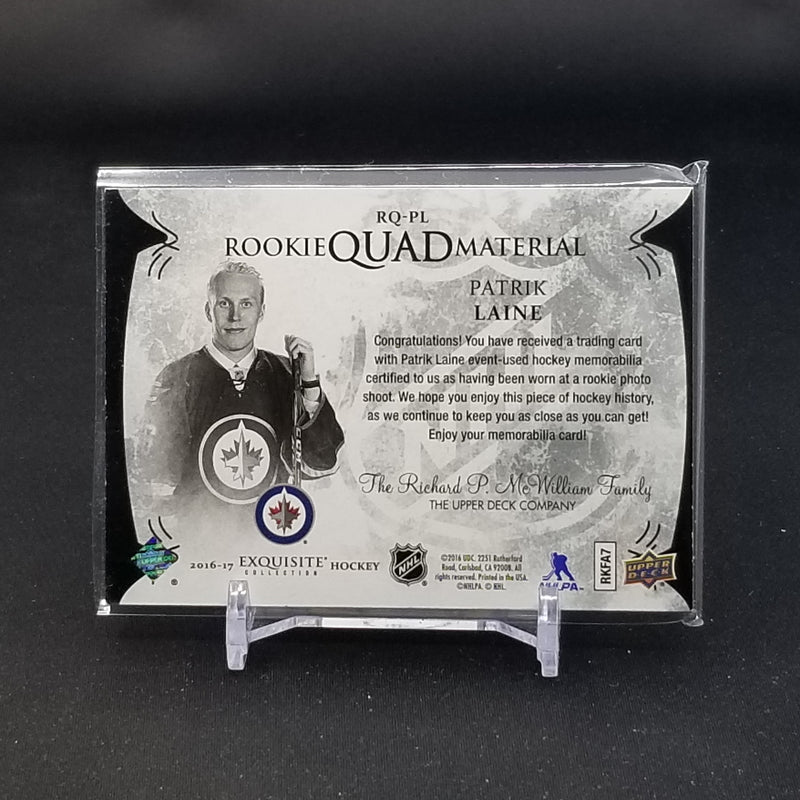 RQ-PL
ROOKIE QUAD MATERIAL
PATRIK
LAINE
Congratulations! You have received a trading card
with Patrik Laine event-used hockey memorabilia
certified to us as having been worn at a rookie photo
shoot. We hope you enjoy this piece of hockey history,
as we continue to keep you as close as you can get!
Enjoy your memorabilia card!
The Richard P. McWilliam Family
THE UPPER DECK COMPANY
2016-17 EXQUISITE® HOCKEY
COLLECTION
NHL
©2016 UDC, 2251 Rutherford
Road, Carlsbad, CA 92008. All
rights reserved. Printed in the USA.
©NHLPA. © NHL.
RKFA7
UPPER
DECK